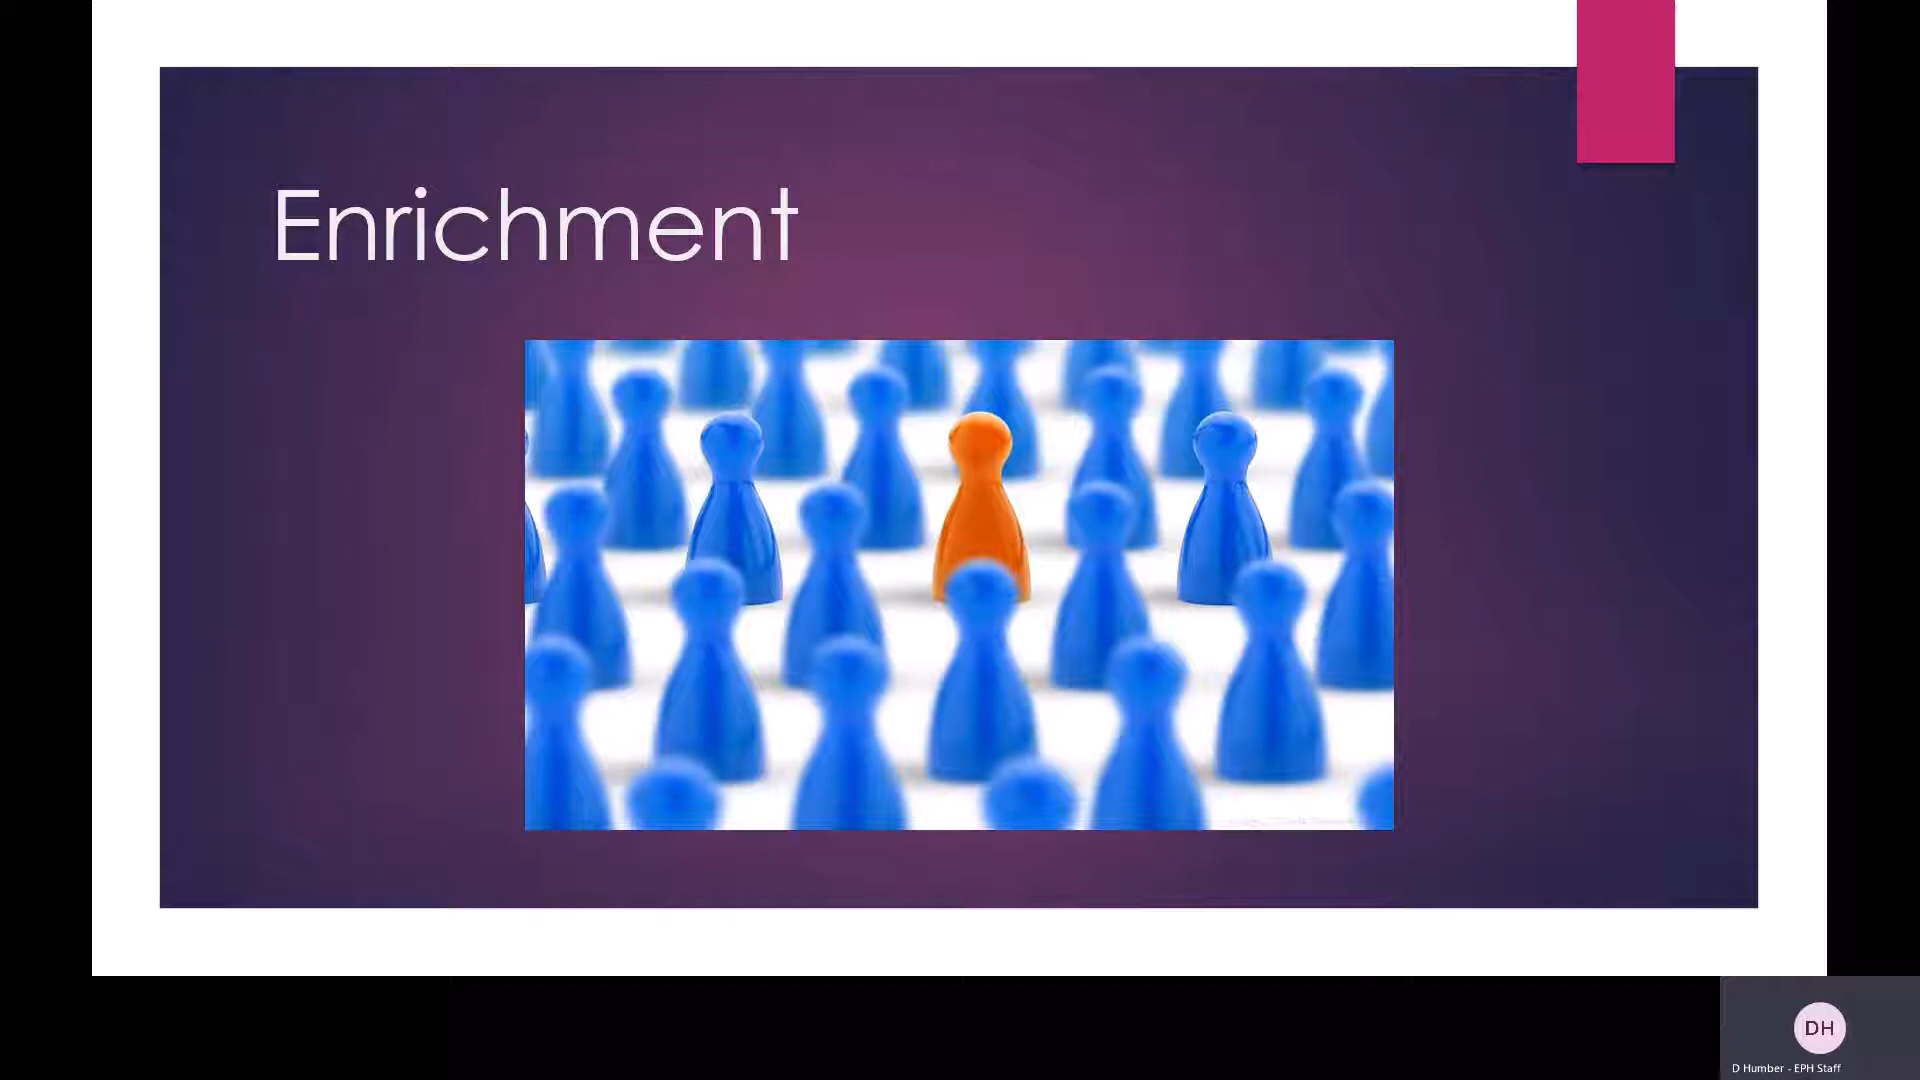 Enrichment
DH
D Humber - EPH Staff